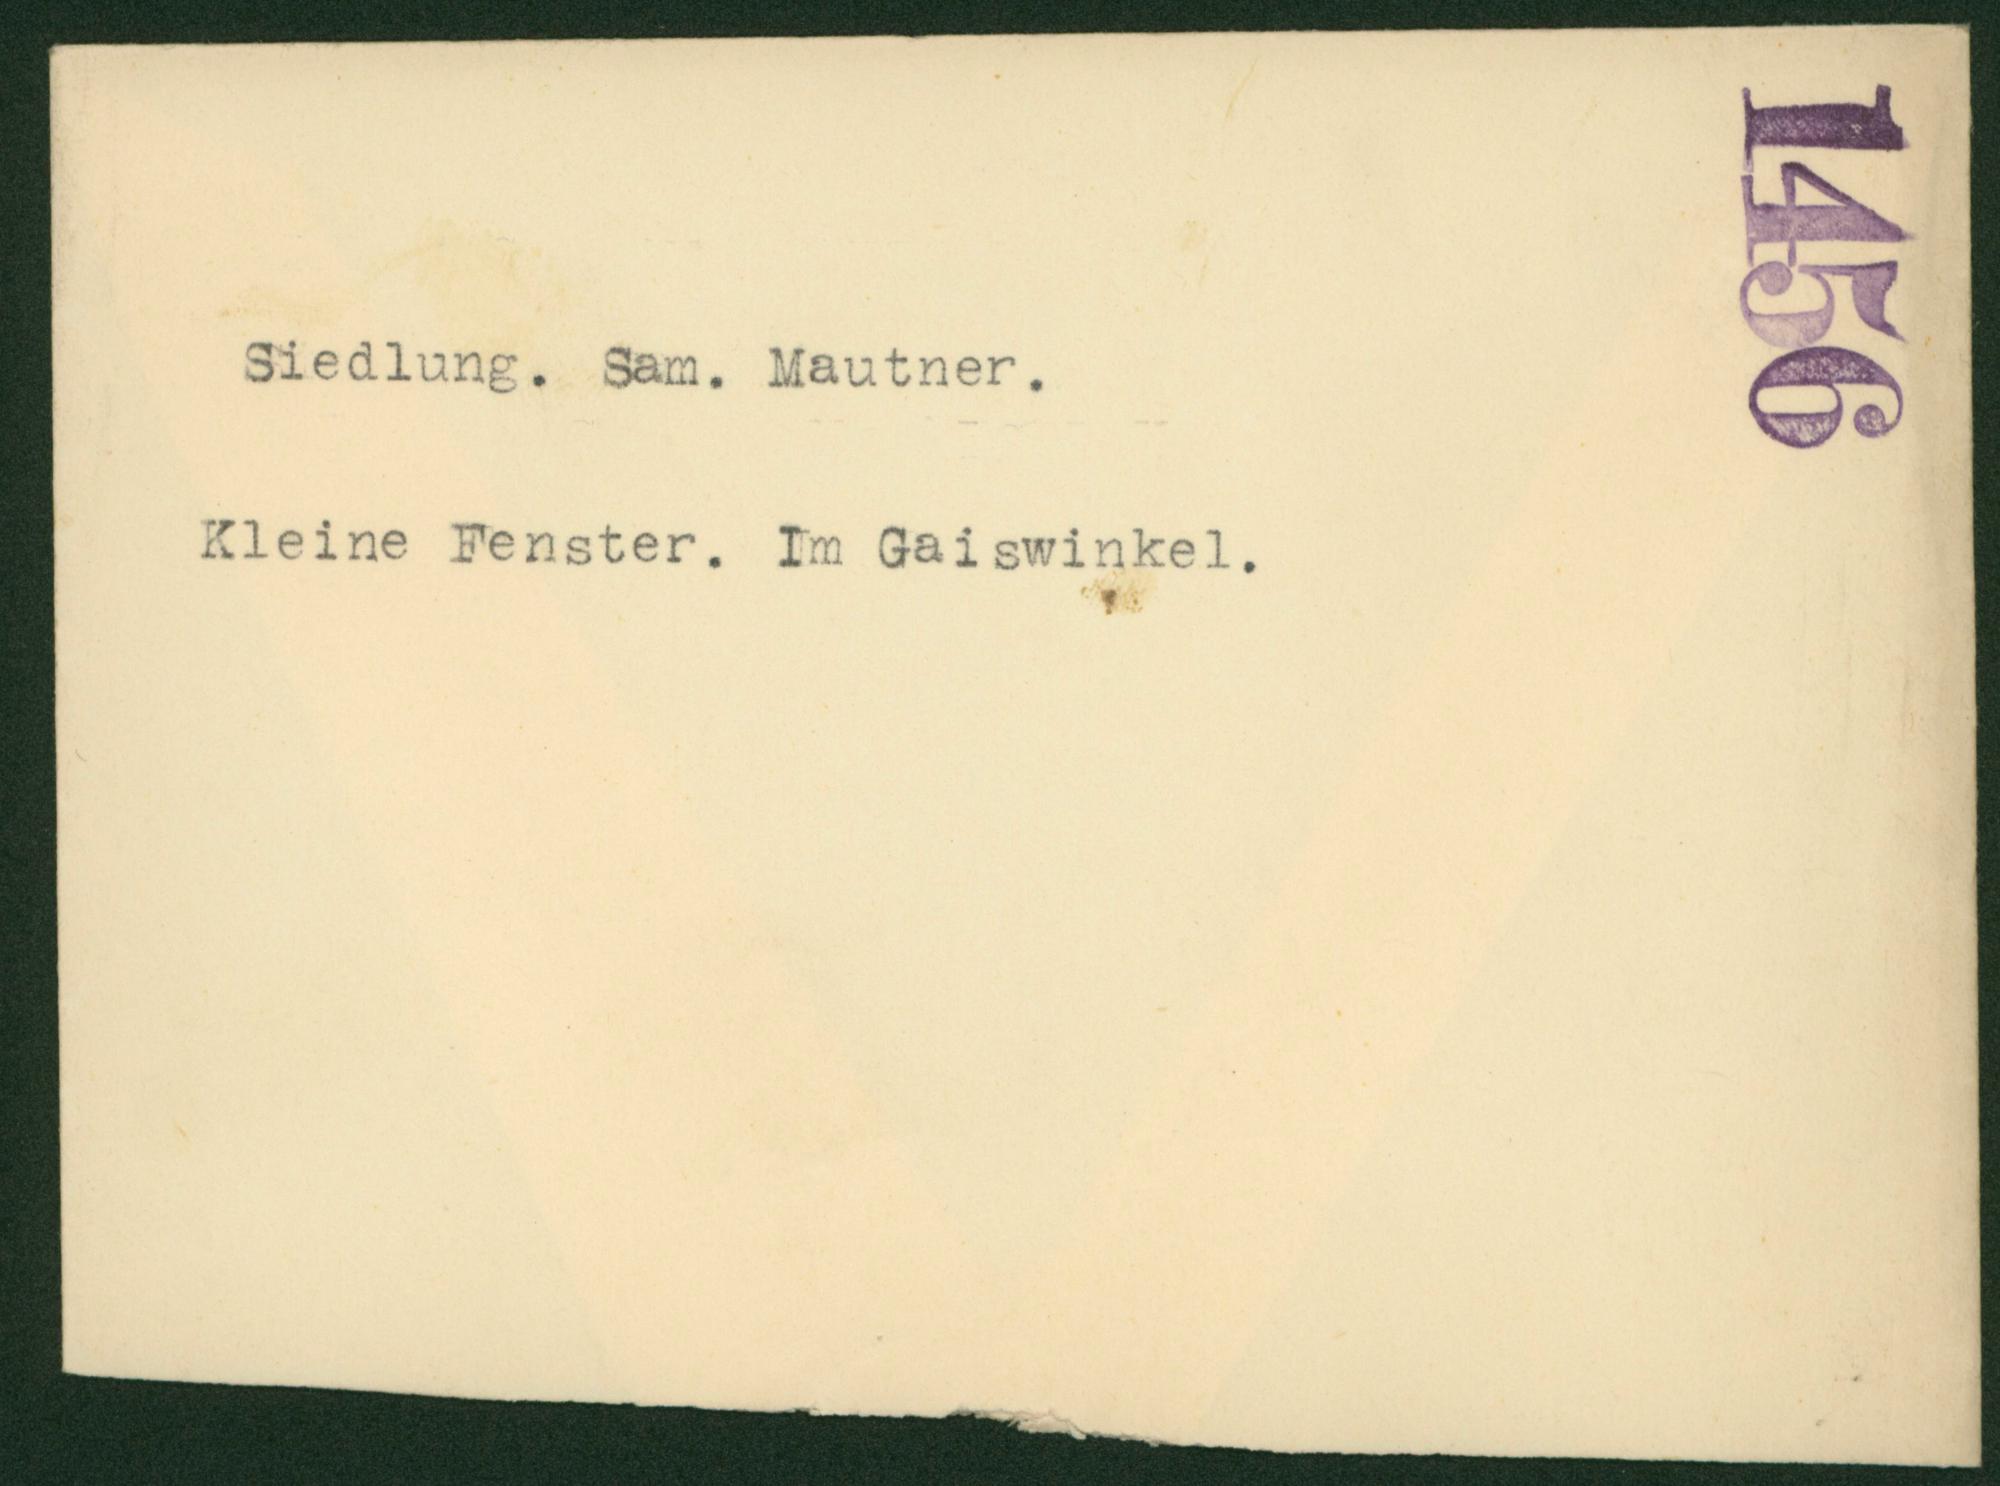 1456
Siedlung. Sam. Mautner.
Kleine Fenster. Im Gaiswinkel.